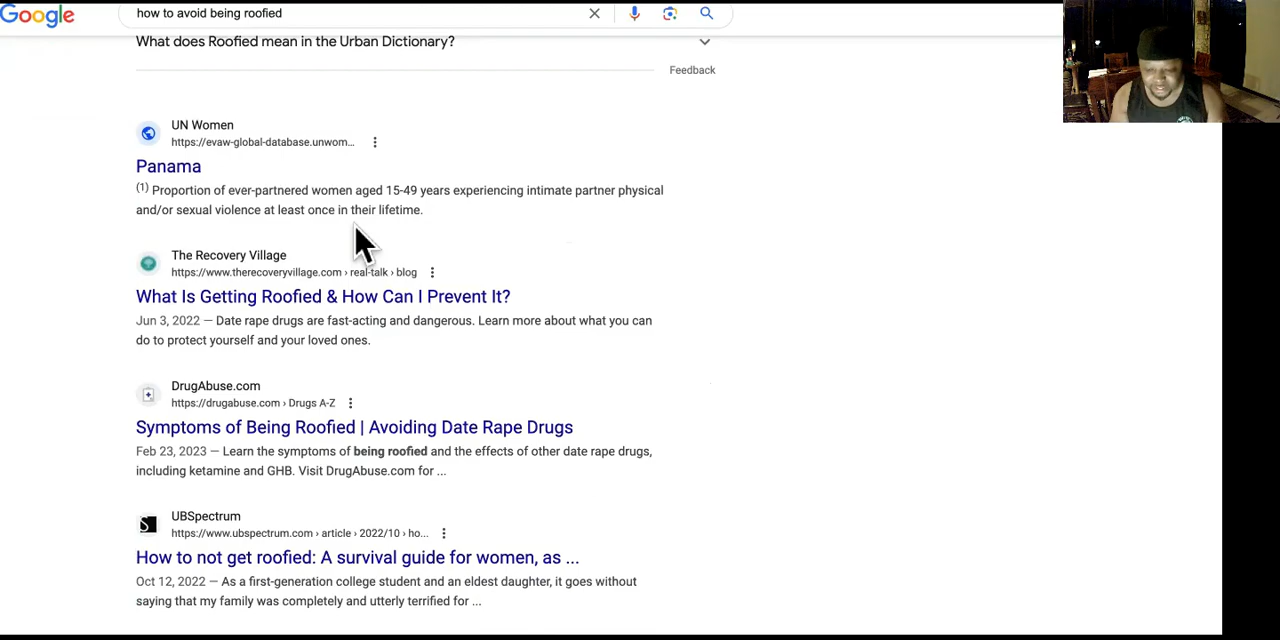 Google
how to avoid being roofied
What does Roofied mean in the Urban Dictionary?
Feedback
UN Women
https://evaw-global-database.unwom...
Panama
(1) Proportion of ever-partnered women aged 15-49 years experiencing intimate partner physical
and/or sexual violence at least once in their lifetime.
The Recovery Village
https://www.therecoveryvillage.com › real-talk › blog
What Is Getting Roofied & How Can I Prevent It?
Jun 3, 2022 — Date rape drugs are fast-acting and dangerous. Learn more about what you can
do to protect yourself and your loved ones.
DrugAbuse.com
https://drugabuse.com › Drugs A-Z
Symptoms of Being Roofied | Avoiding Date Rape Drugs
Feb 23, 2023 — Learn the symptoms of being roofied and the effects of other date rape drugs,
including ketamine and GHB. Visit DrugAbuse.com for ...
UBSpectrum
https://www.ubspectrum.com › article › 2022/10 › ho...
How to not get roofied: A survival guide for women, as ...
Oct 12, 2022 — As a first-generation college student and an eldest daughter, it goes without
saying that my family was completely and utterly terrified for ...